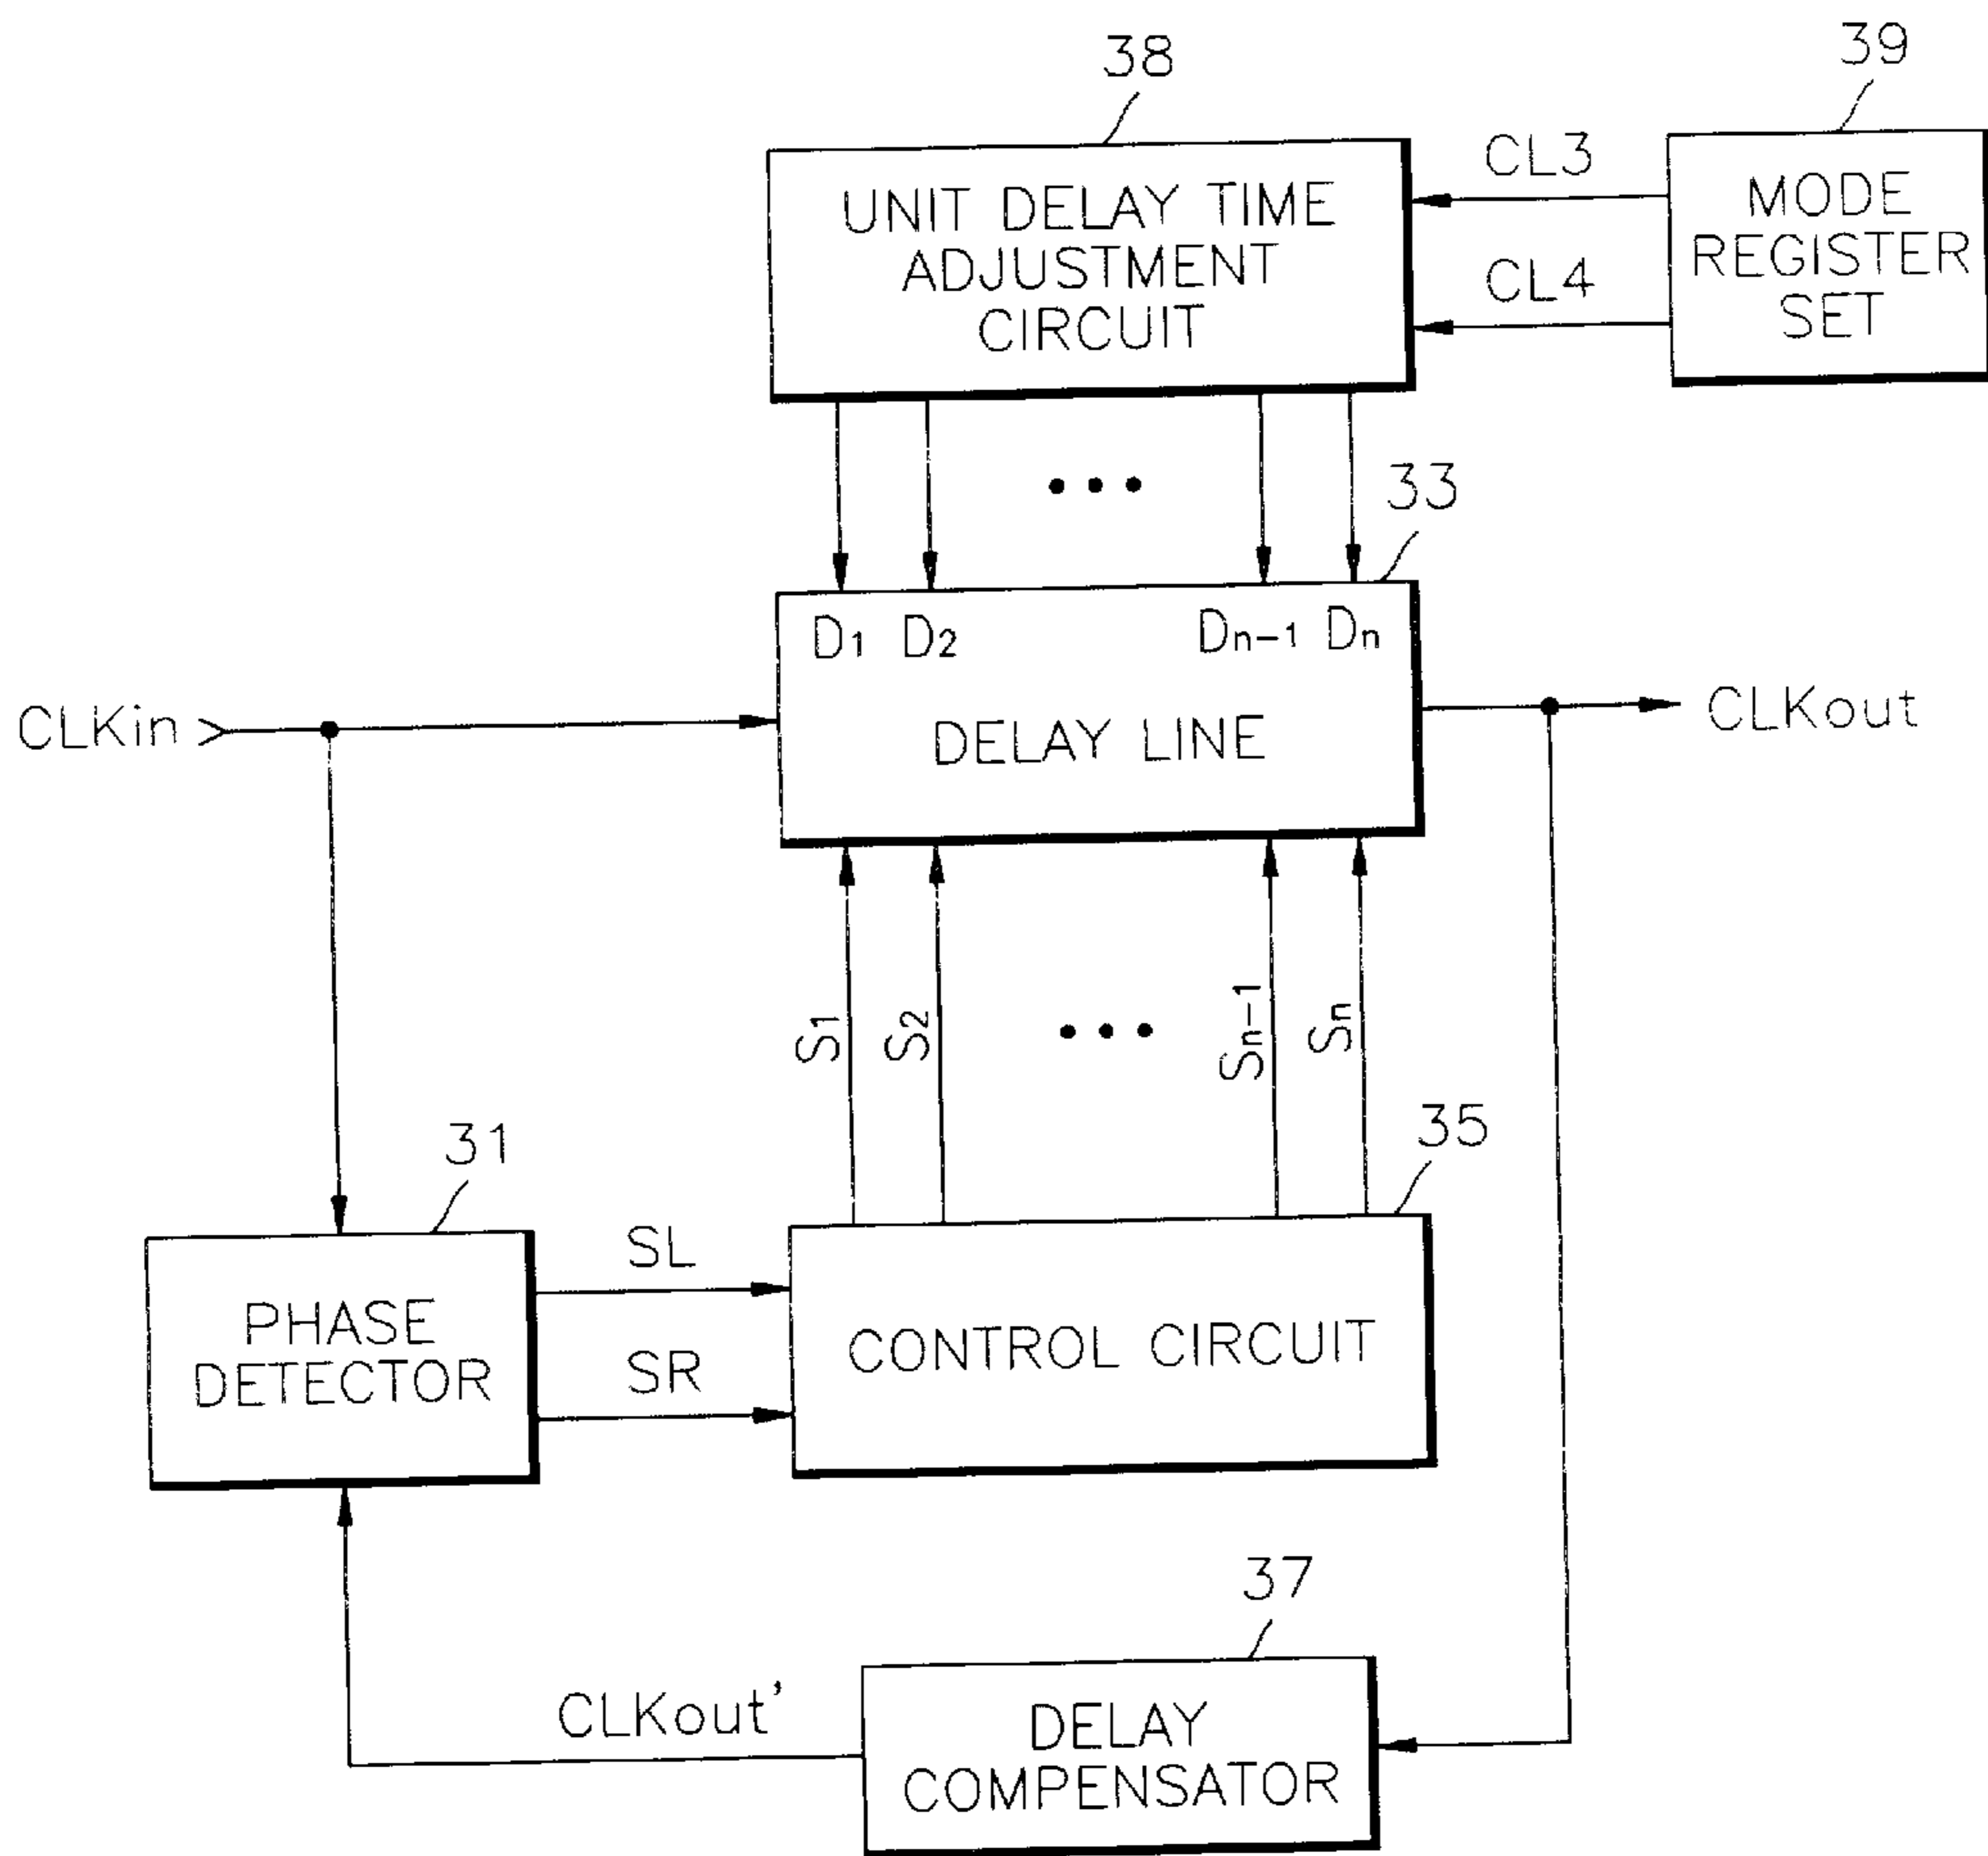 38
39
UNIT DELAY TIME
ADJUSTMENT
CIRCUIT
CL3
CL4
MODE
REGISTER
SET
• • •
33
D1 D2 Dn-1 Dn
DELAY LINE
CLKin
CLKout
S1 S2 • • • Sn-1 Sn
31
35
SL
SR
PHASE
DETECTOR
CONTROL CIRCUIT
37
CLKout'
DELAY
COMPENSATOR